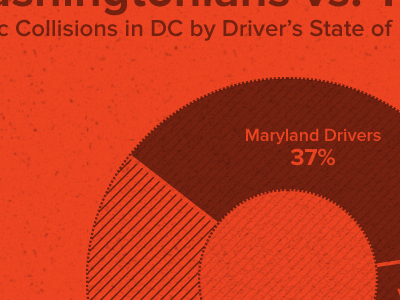 ashingtonians vs.
c Collisions in DC by Driver's State of
Maryland Drivers
37%